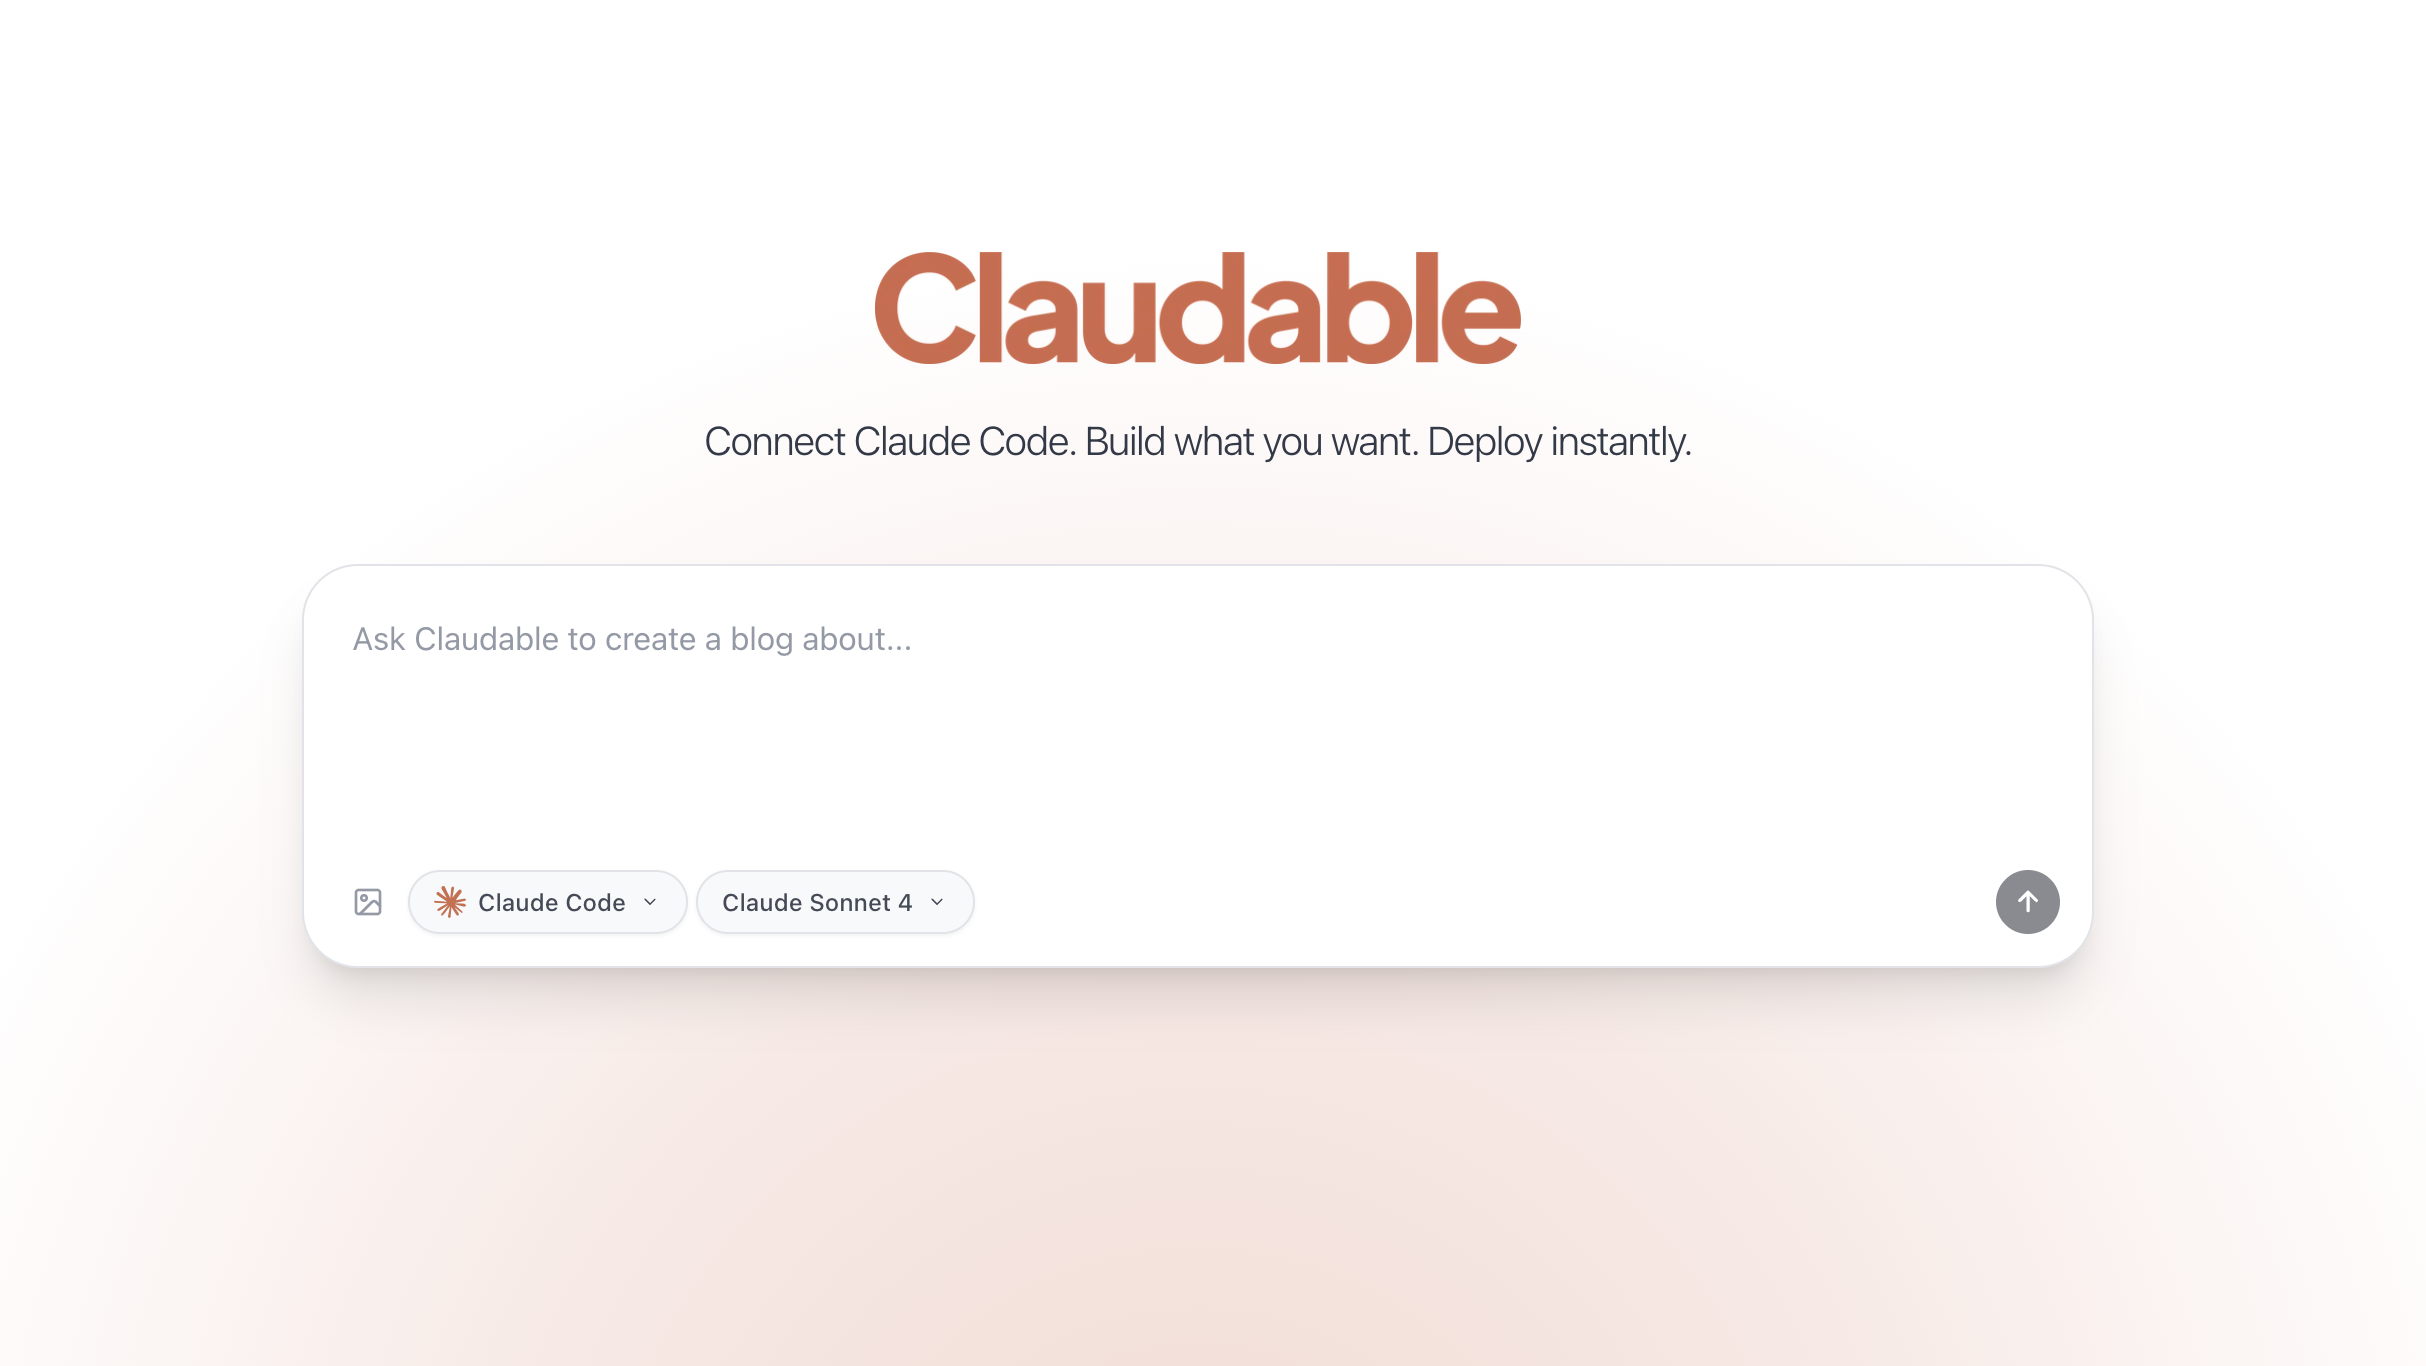 Claudable
Connect Claude Code. Build what you want. Deploy instantly.
Ask Claudable to create a blog about...
Claude Code
Claude Sonnet 4